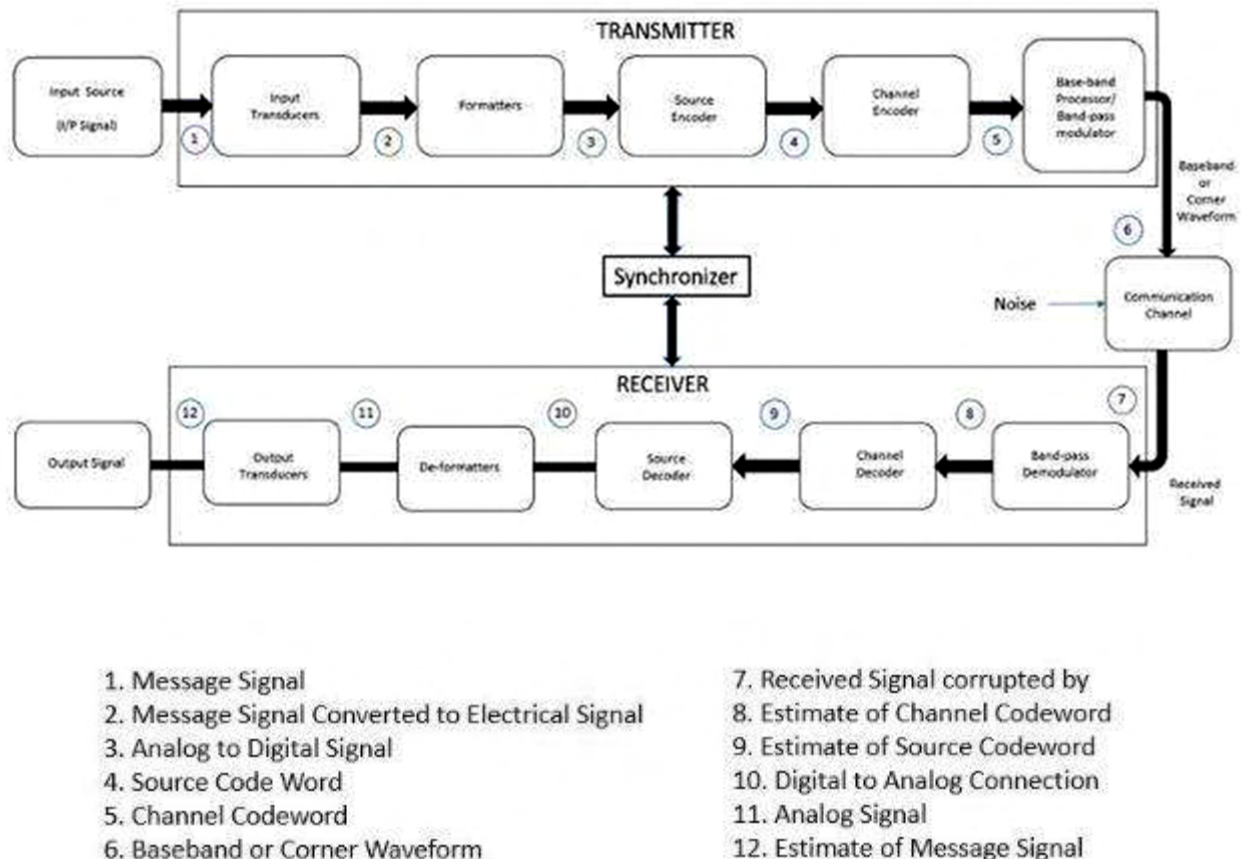 TRANSMITTER
Input Source
(I/P Signal)
Input
Transducers
Formatters
Source
Encoder
Channel
Encoder
Base-band
Processor/
Band-pass
modulator
1
2
3
4
5
Baseband
or
Corner
Waveform
6
Synchronizer
Noise
Communication
Channel
RECEIVER
12
11
10
9
8
7
Output Signal
Output
Transducers
De-formatters
Source
Decoder
Channel
Decoder
Band-pass
Demodulator
Received
Signal
1. Message Signal
2. Message Signal Converted to Electrical Signal
3. Analog to Digital Signal
4. Source Code Word
5. Channel Codeword
6. Baseband or Corner Waveform
7. Received Signal corrupted by
8. Estimate of Channel Codeword
9. Estimate of Source Codeword
10. Digital to Analog Connection
11. Analog Signal
12. Estimate of Message Signal